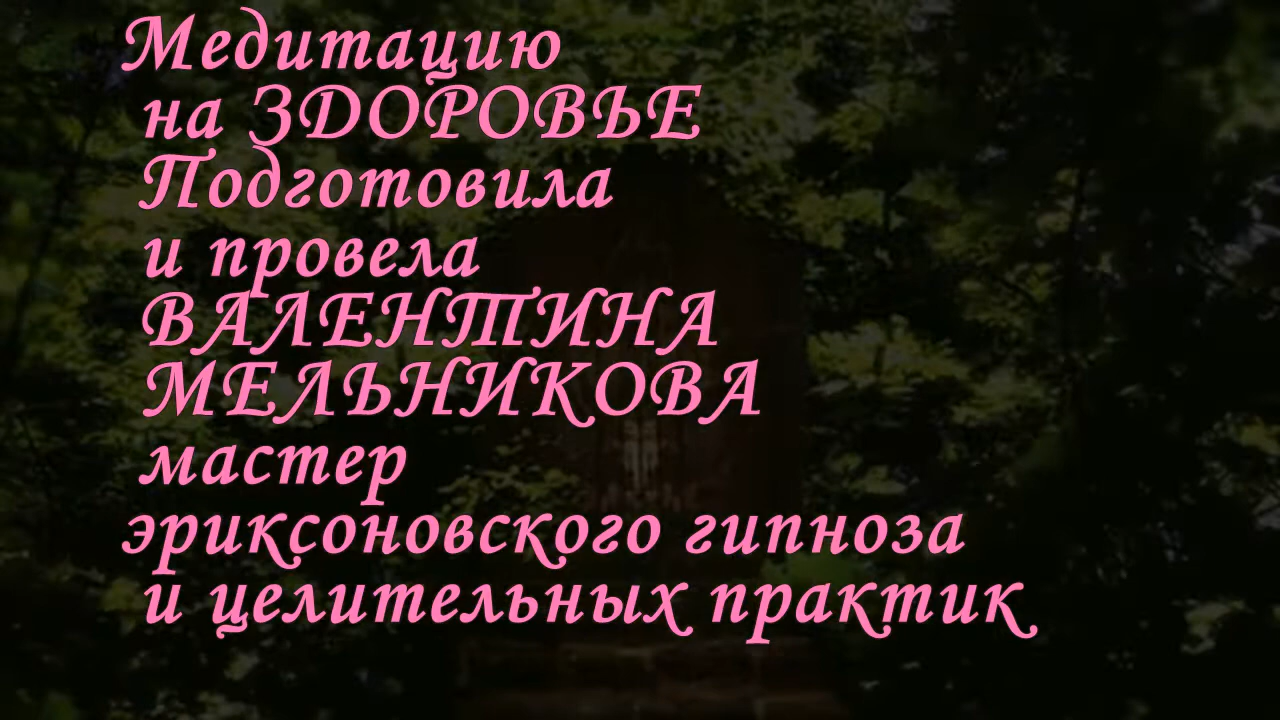 Медитацию
на ЗДОРОВЬЕ
Подготовила
и провела
ВАЛЕНТИНА
МЕЛЬНИКОВА
мастер
эриксоновского гипноза
и целительных практик